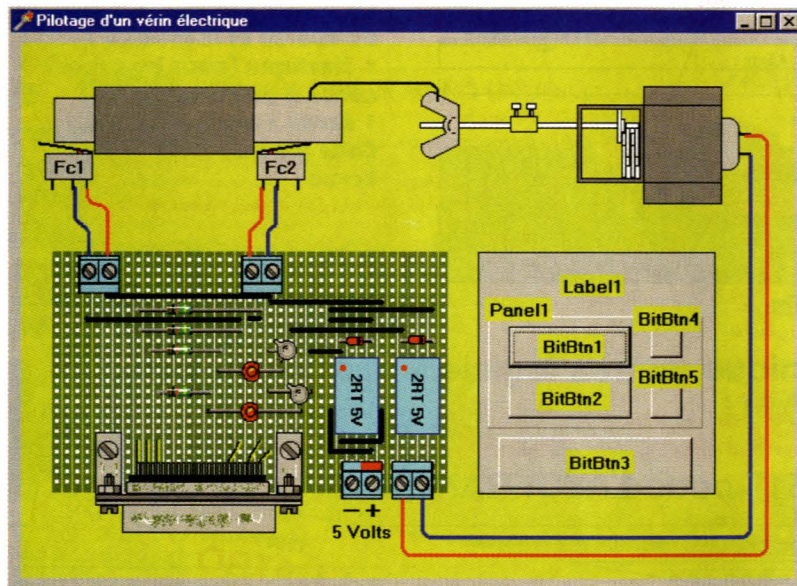 Pilotage d'un vérin électrique
Fc1
Fc2
Label1
Panel1
BitBtn4
BitBtn1
BitBtn5
BitBtn2
BitBtn3
2RT 5V
2RT 5V
− +
5 Volts